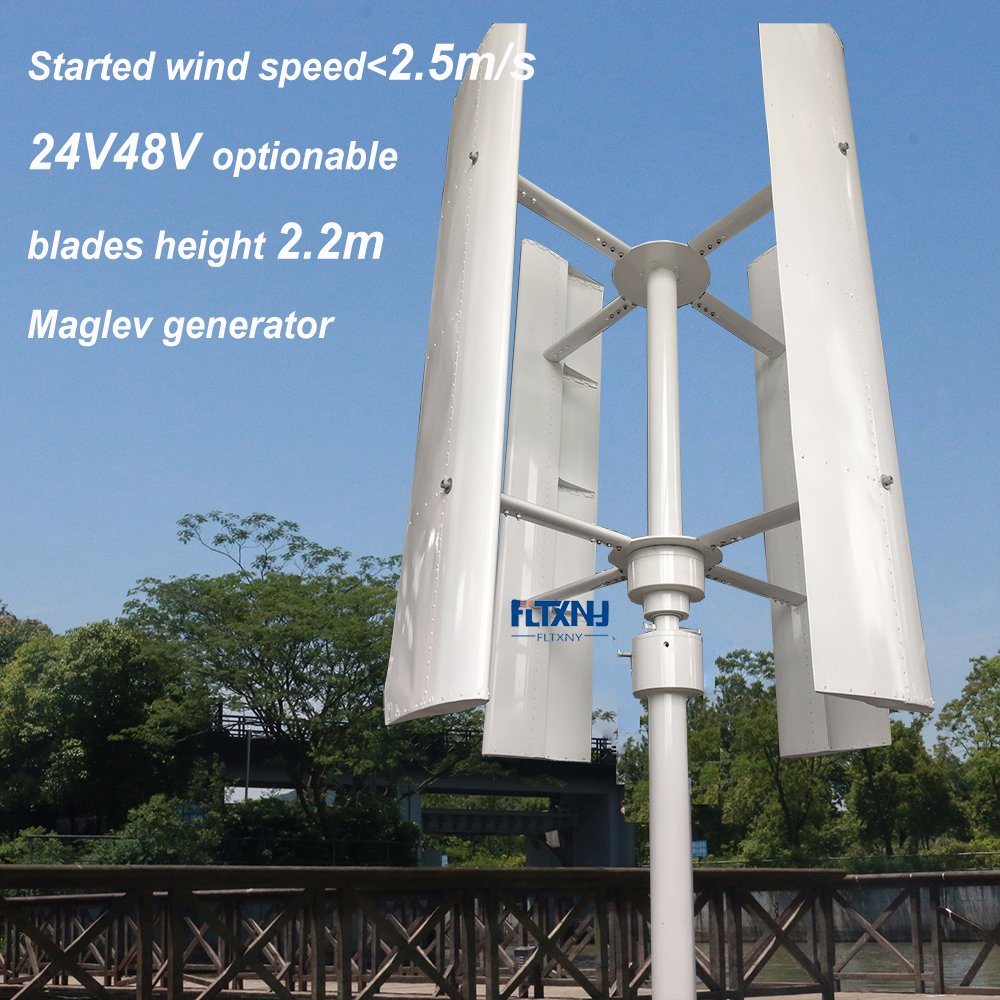 Started wind speed<2.5m/s
24V48V optionable
blades height 2.2m
Maglev generator
FLTXNY
FLTXNY